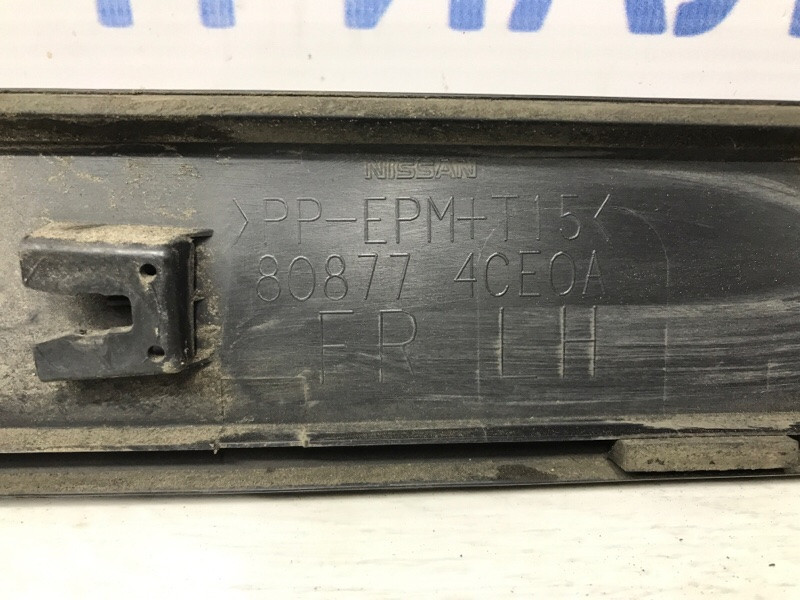 NISSAN
>PP-EPM+T15<
80877 4CE0A
FR LH